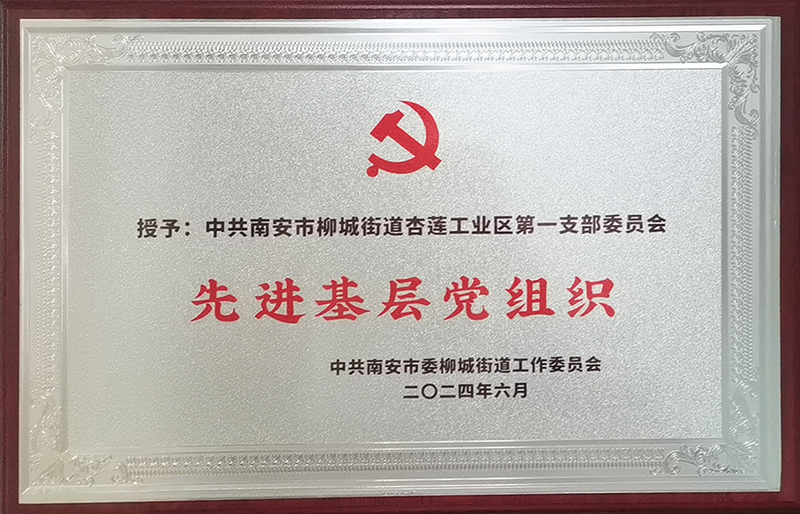 授予：中共南安市柳城街道杏莲工业区第一支部委员会
先进基层党组织
中共南安市委柳城街道工作委员会
二〇二四年六月